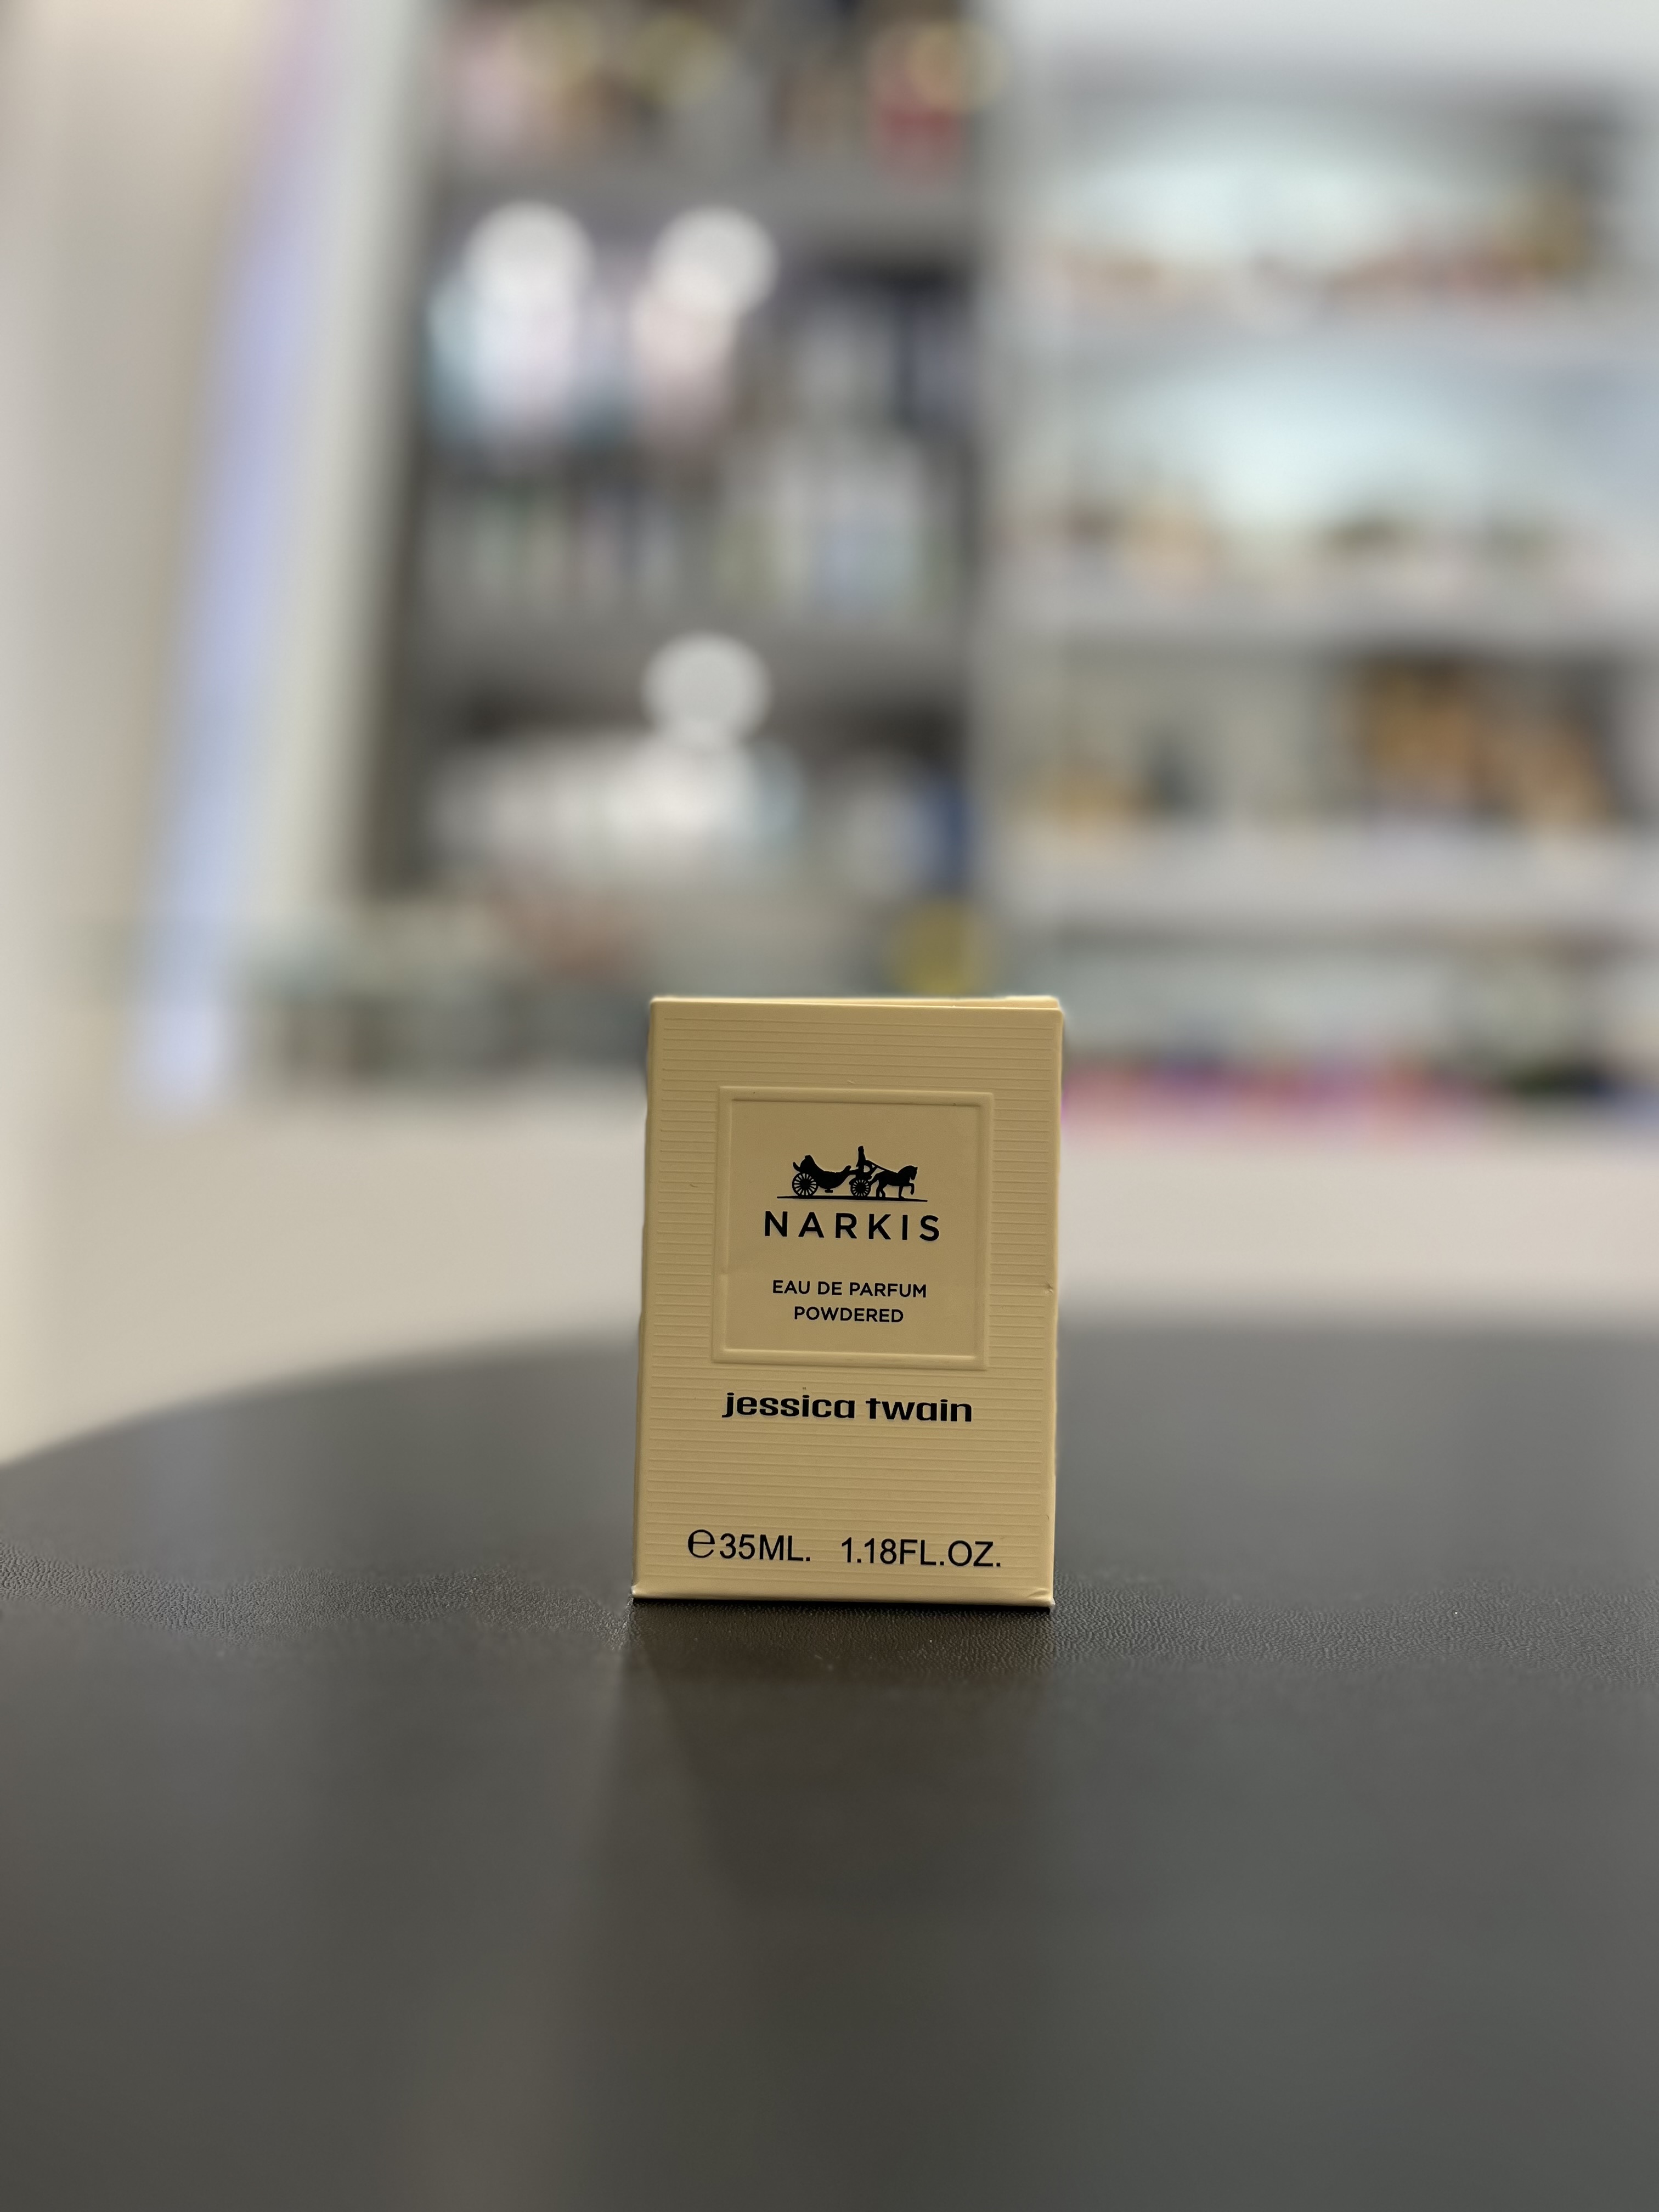 NARKIS
EAU DE PARFUM
POWDERED
jessica twain
℮35ML. 1.18FL.OZ.